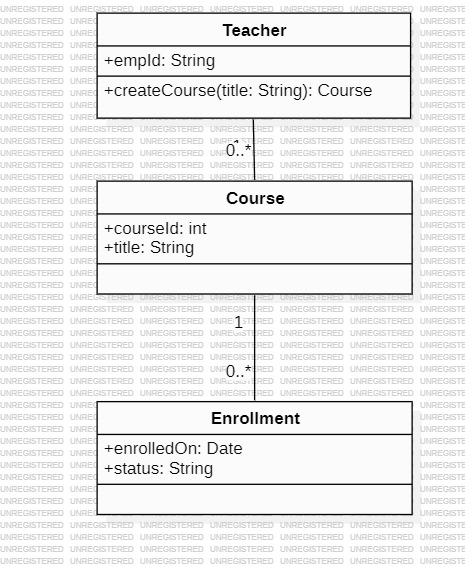 Teacher
+empId: String
+createCourse(title: String): Course
0..*
Course
+courseId: int
+title: String
1
0..*
Enrollment
+enrolledOn: Date
+status: String
UNREGISTERED